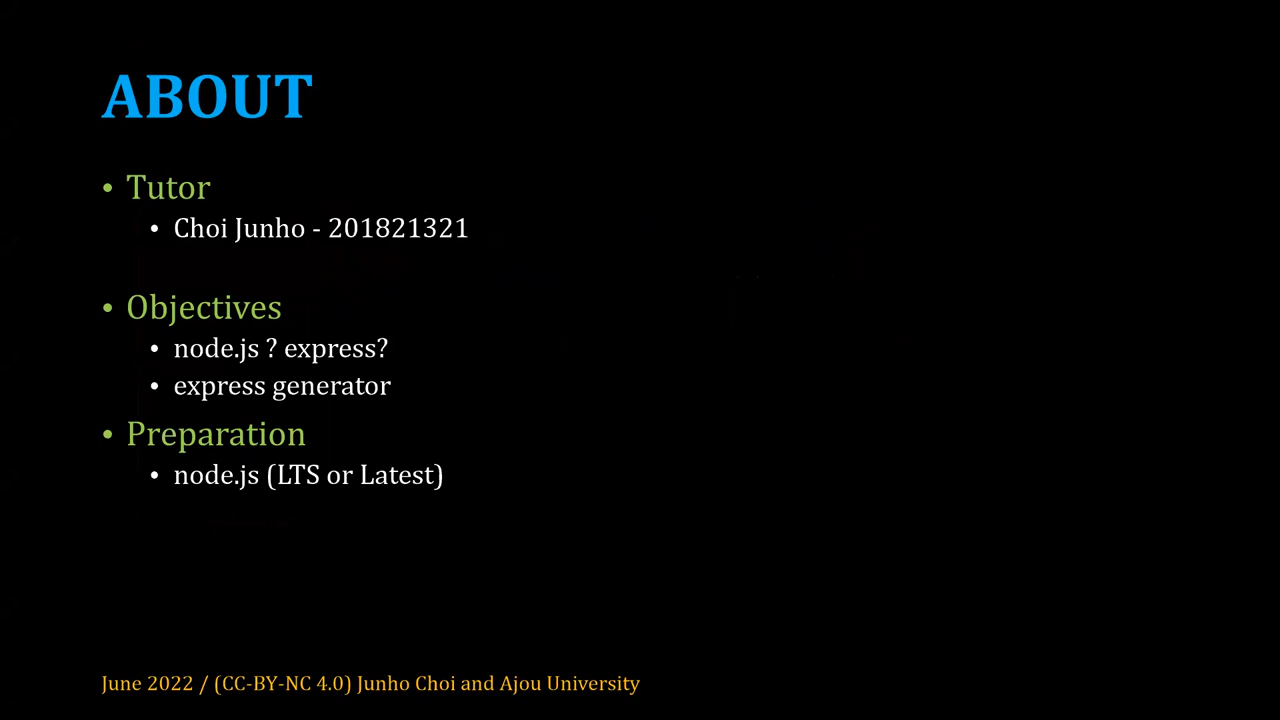 ABOUT
• Tutor
• Choi Junho - 201821321
• Objectives
• node.js ? express?
• express generator
• Preparation
• node.js (LTS or Latest)
June 2022 / (CC-BY-NC 4.0) Junho Choi and Ajou University